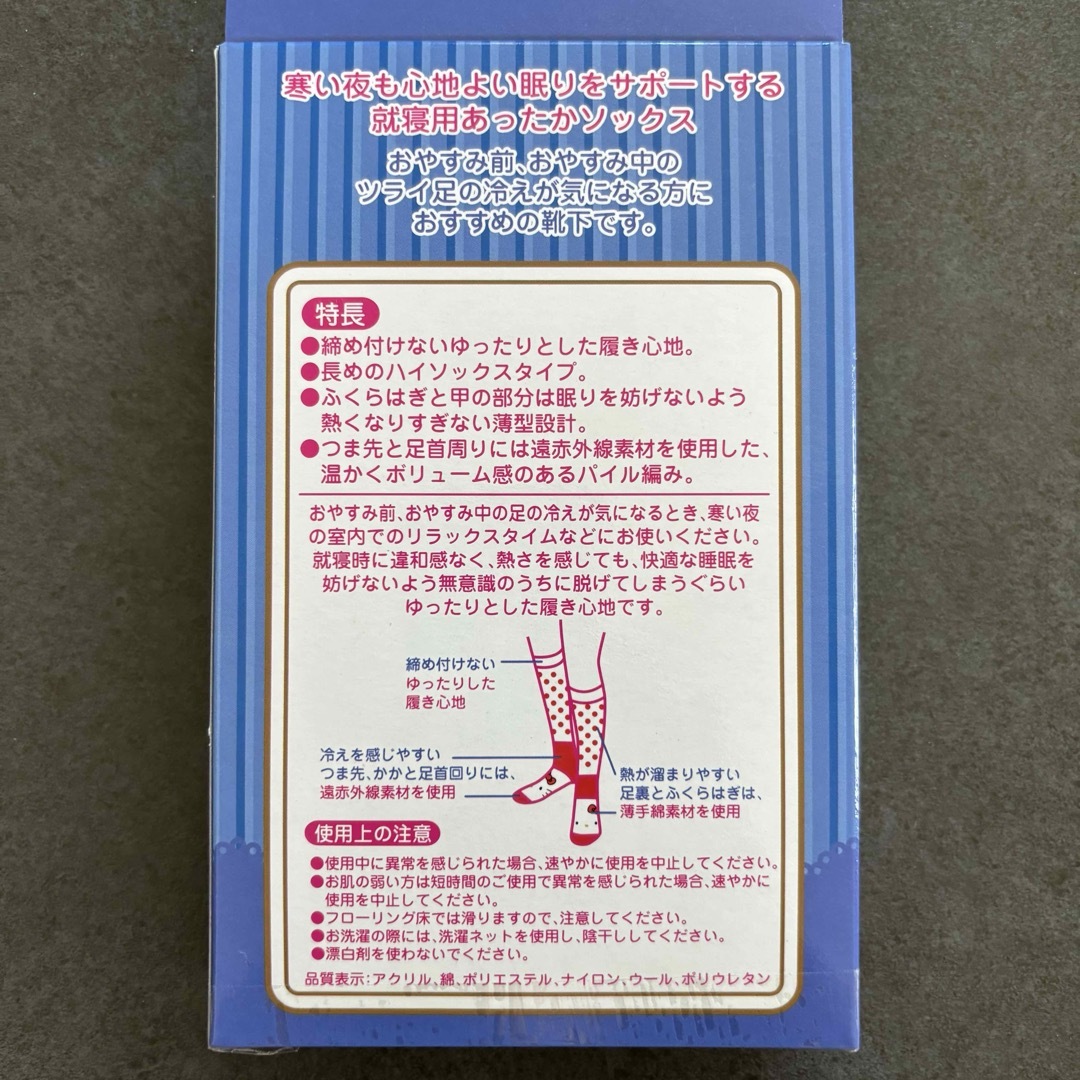 寒い夜も心地よい眠りをサポートする
就寝用あったかソックス
おやすみ前、おやすみ中の
ツライ足の冷えが気になる方に
おすすめの靴下です。
特長
●締め付けないゆったりとした履き心地。
●長めのハイソックスタイプ。
●ふくらはぎと甲の部分は眠りを妨げないよう
熱くなりすぎない薄型設計。
●つま先と足首周りには遠赤外線素材を使用した、
温かくボリューム感のあるパイル編み。
おやすみ前、おやすみ中の足の冷えが気になるとき、寒い夜
の室内でのリラックスタイムなどにお使いください。
就寝時に違和感なく、熱さを感じても、快適な睡眠を
妨げないよう無意識のうちに脱げてしまうぐらい
ゆったりとした履き心地です。
締め付けない
ゆったりした
履き心地
冷えを感じやすい
つま先、かかと足首回りには、
遠赤外線素材を使用
熱が溜まりやすい
足裏とふくらはぎは、
薄手綿素材を使用
使用上の注意
●使用中に異常を感じられた場合、速やかに使用を中止してください。
●お肌の弱い方は短時間のご使用で異常を感じられた場合、速やかに
使用を中止してください。
●フローリング床では滑りますので、注意してください。
●お洗濯の際には、洗濯ネットを使用し、陰干ししてください。
●漂白剤を使わないでください。
品質表示：アクリル、綿、ポリエステル、ナイロン、ウール、ポリウレタン